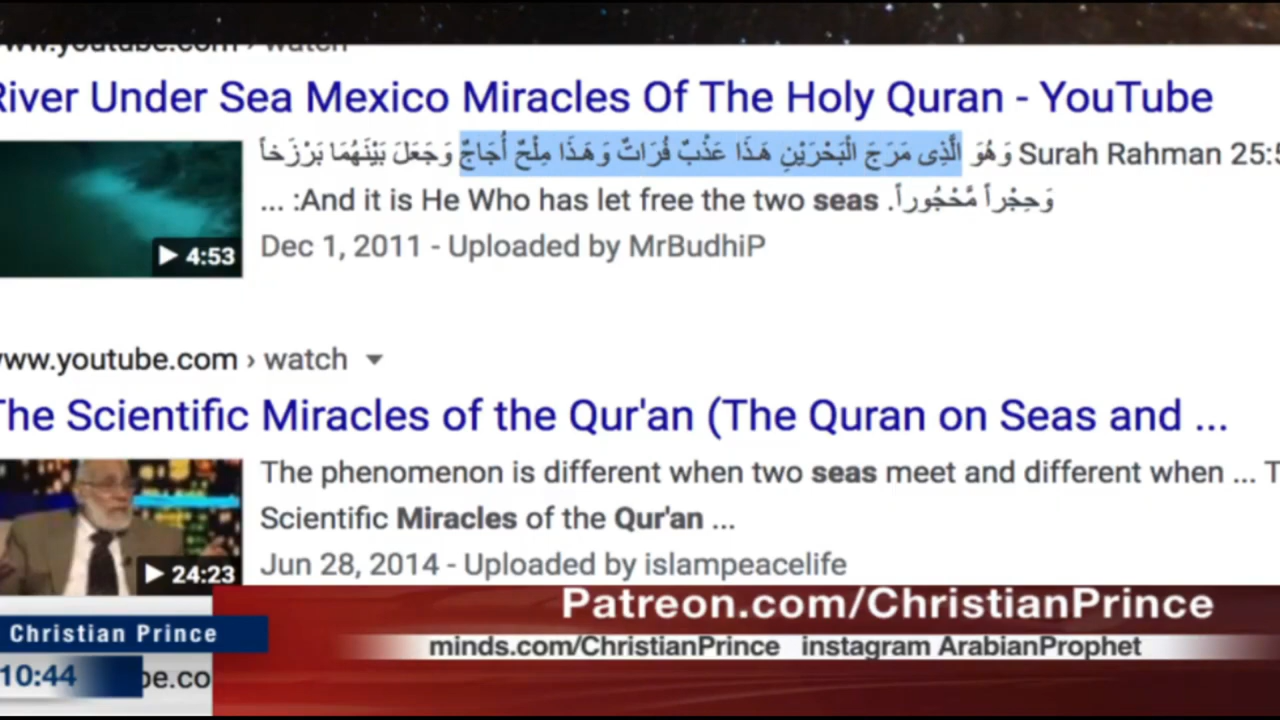 www.youtube.com › watch
River Under Sea Mexico Miracles Of The Holy Quran - YouTube
وَهُوَ الَّذِى مَرَجَ الْبَحْرَيْنِ هَـذَا عَذْبٌ فُرَاتٌ وَهَـذَا مِلْحٌ أُجَاجٌ وَجَعَلَ بَيْنَهُمَا بَرْزَخاً Surah Rahman 25:5
... :And it is He Who has let free the two seas .وَحِجْراً مَّحْجُوراً
4:53
Dec 1, 2011 - Uploaded by MrBudhiP
www.youtube.com › watch
The Scientific Miracles of the Qur'an (The Quran on Seas and ...
The phenomenon is different when two seas meet and different when ... T
Scientific Miracles of the Qur'an ...
24:23
Jun 28, 2014 - Uploaded by islampeacelife
Patreon.com/ChristianPrince
Christian Prince
minds.com/ChristianPrince instagram ArabianProphet
10:44
be.co